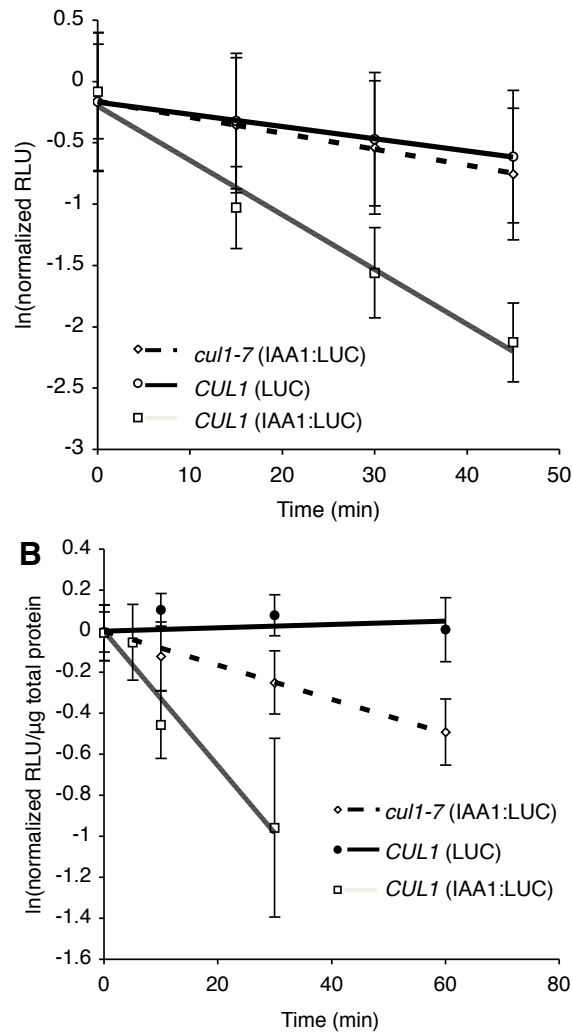 0.5
0
-0.5
-1
-1.5
-2
-2.5
-3
ln(normalized RLU)
cul1-7 (IAA1:LUC)
CUL1 (LUC)
CUL1 (IAA1:LUC)
0 10 20 30 40 50
Time (min)
B
0.4
0.2
0
-0.2
-0.4
-0.6
-0.8
-1
-1.2
-1.4
-1.6
ln(normalized RLU/µg total protein
cul1-7 (IAA1:LUC)
CUL1 (LUC)
CUL1 (IAA1:LUC)
0 20 40 60 80
Time (min)